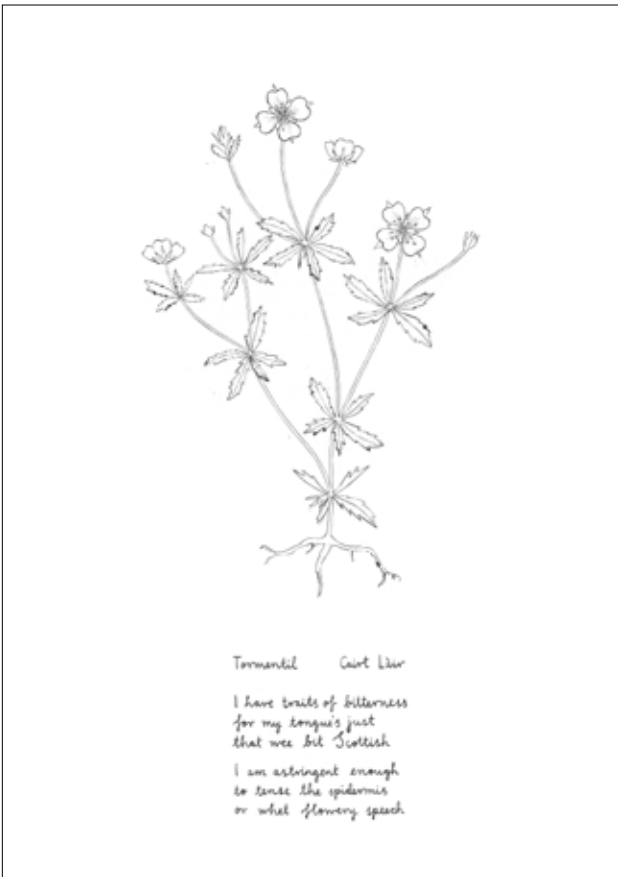 Tormentil Cairt Làir
I have traits of bitterness
for my tongue's just
that wee bit Scottish
I am astringent enough
to tense the epidermis
or whet flowery speech